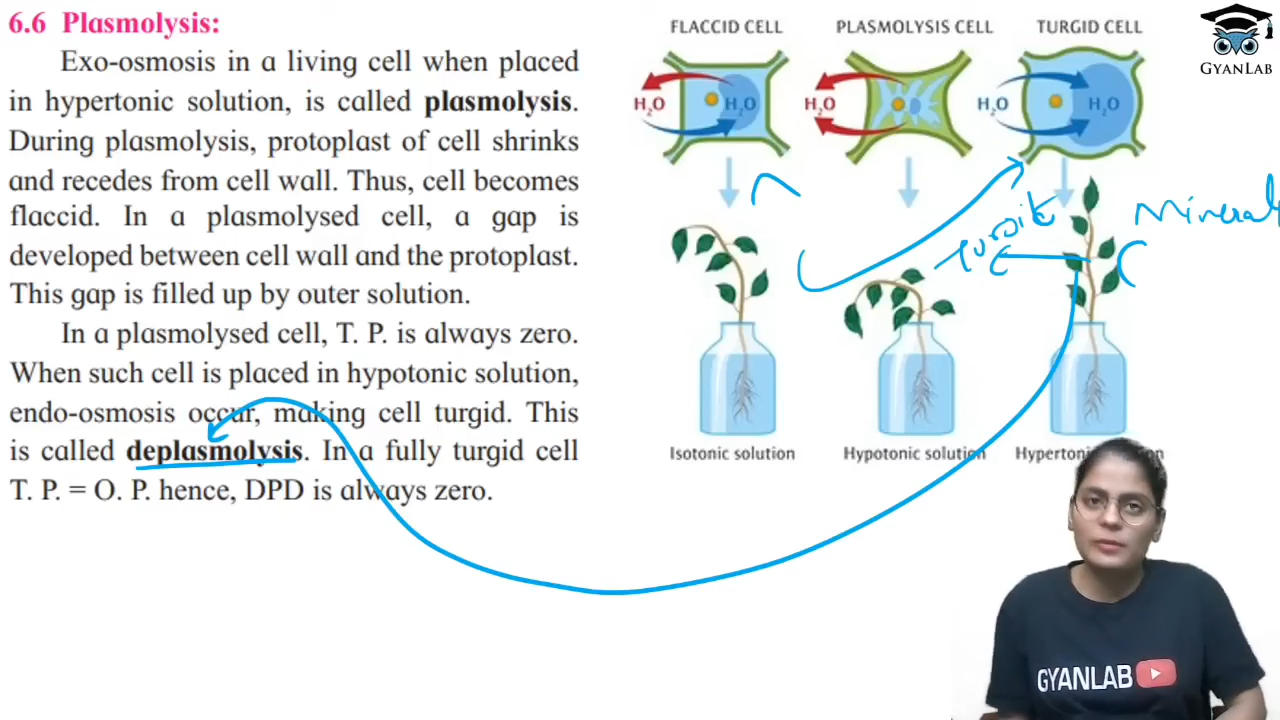 6.6 Plasmolysis:
Exo-osmosis in a living cell when placed
in hypertonic solution, is called plasmolysis.
During plasmolysis, protoplast of cell shrinks
and recedes from cell wall. Thus, cell becomes
flaccid. In a plasmolysed cell, a gap is
developed between cell wall and the protoplast.
This gap is filled up by outer solution.
In a plasmolysed cell, T. P. is always zero.
When such cell is placed in hypotonic solution,
endo-osmosis occur, making cell turgid. This
is called deplasmolysis. In a fully turgid cell
T. P. = O. P. hence, DPD is always zero.
FLACCID CELL
PLASMOLYSIS CELL
TURGID CELL
H₂O
H₂O
H₂O
H₂O
H₂O
Minerals
Isotonic solution
Hypotonic solution
GYANLAB
GYANLAB